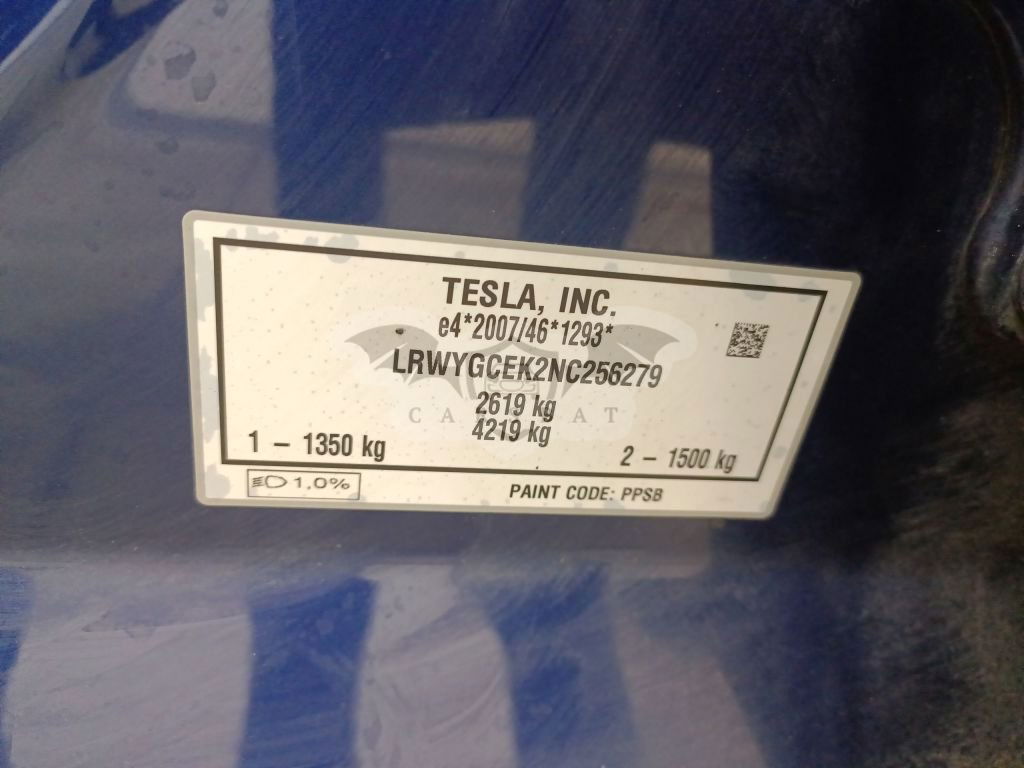 TESLA, INC.
e4*2007/46*1293*
LRWYGCEK2NC256279
2619 kg
4219 kg
1 – 1350 kg
2 – 1500 kg
1.0%
PAINT CODE: PPSB